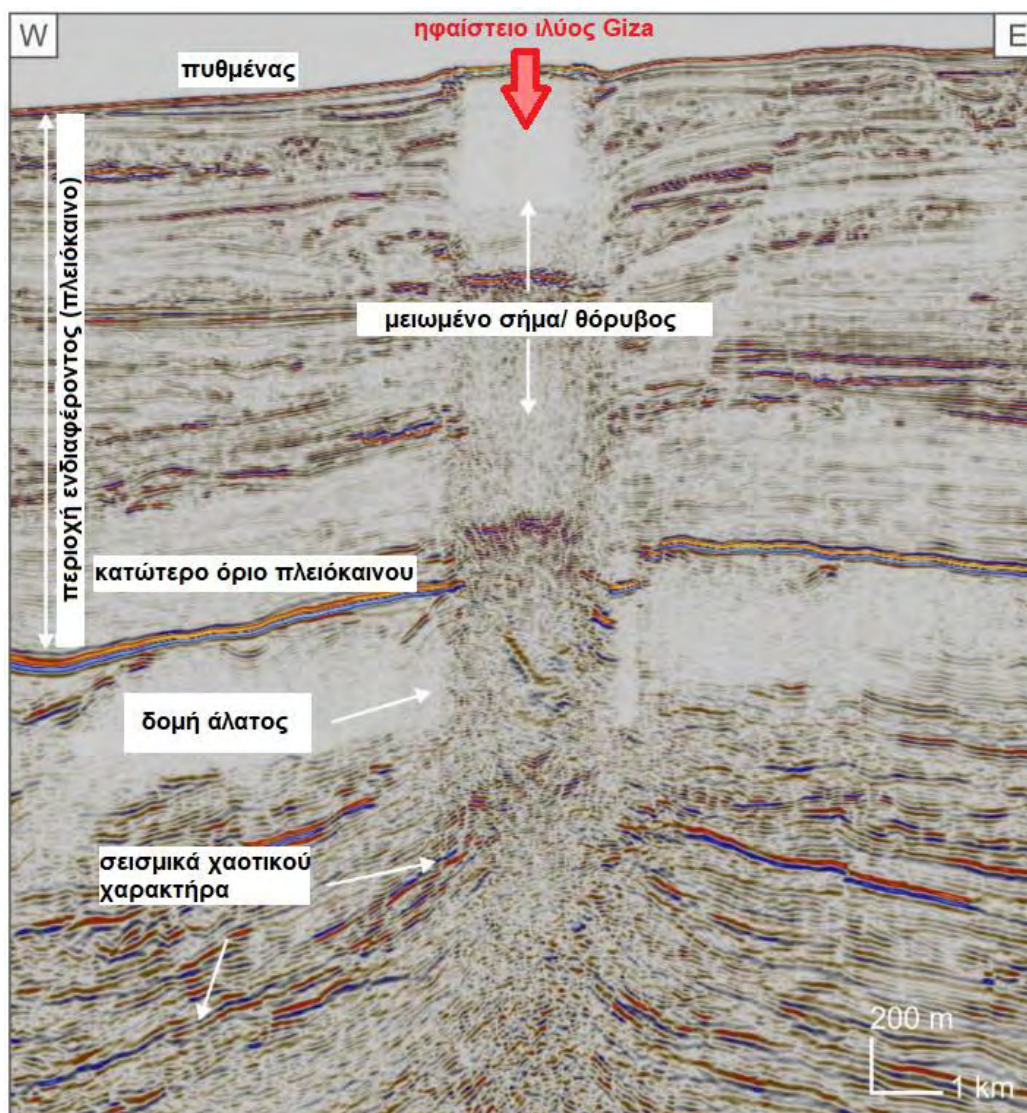 W
ηφαίστειο ιλύος Giza
E
πυθμένας
περιοχή ενδιαφέροντος (πλειόκαινο)
μειωμένο σήμα/ θόρυβος
κατώτερο όριο πλειόκαινου
δομή άλατος
σεισμικά χαοτικού
χαρακτήρα
200 m
1 km